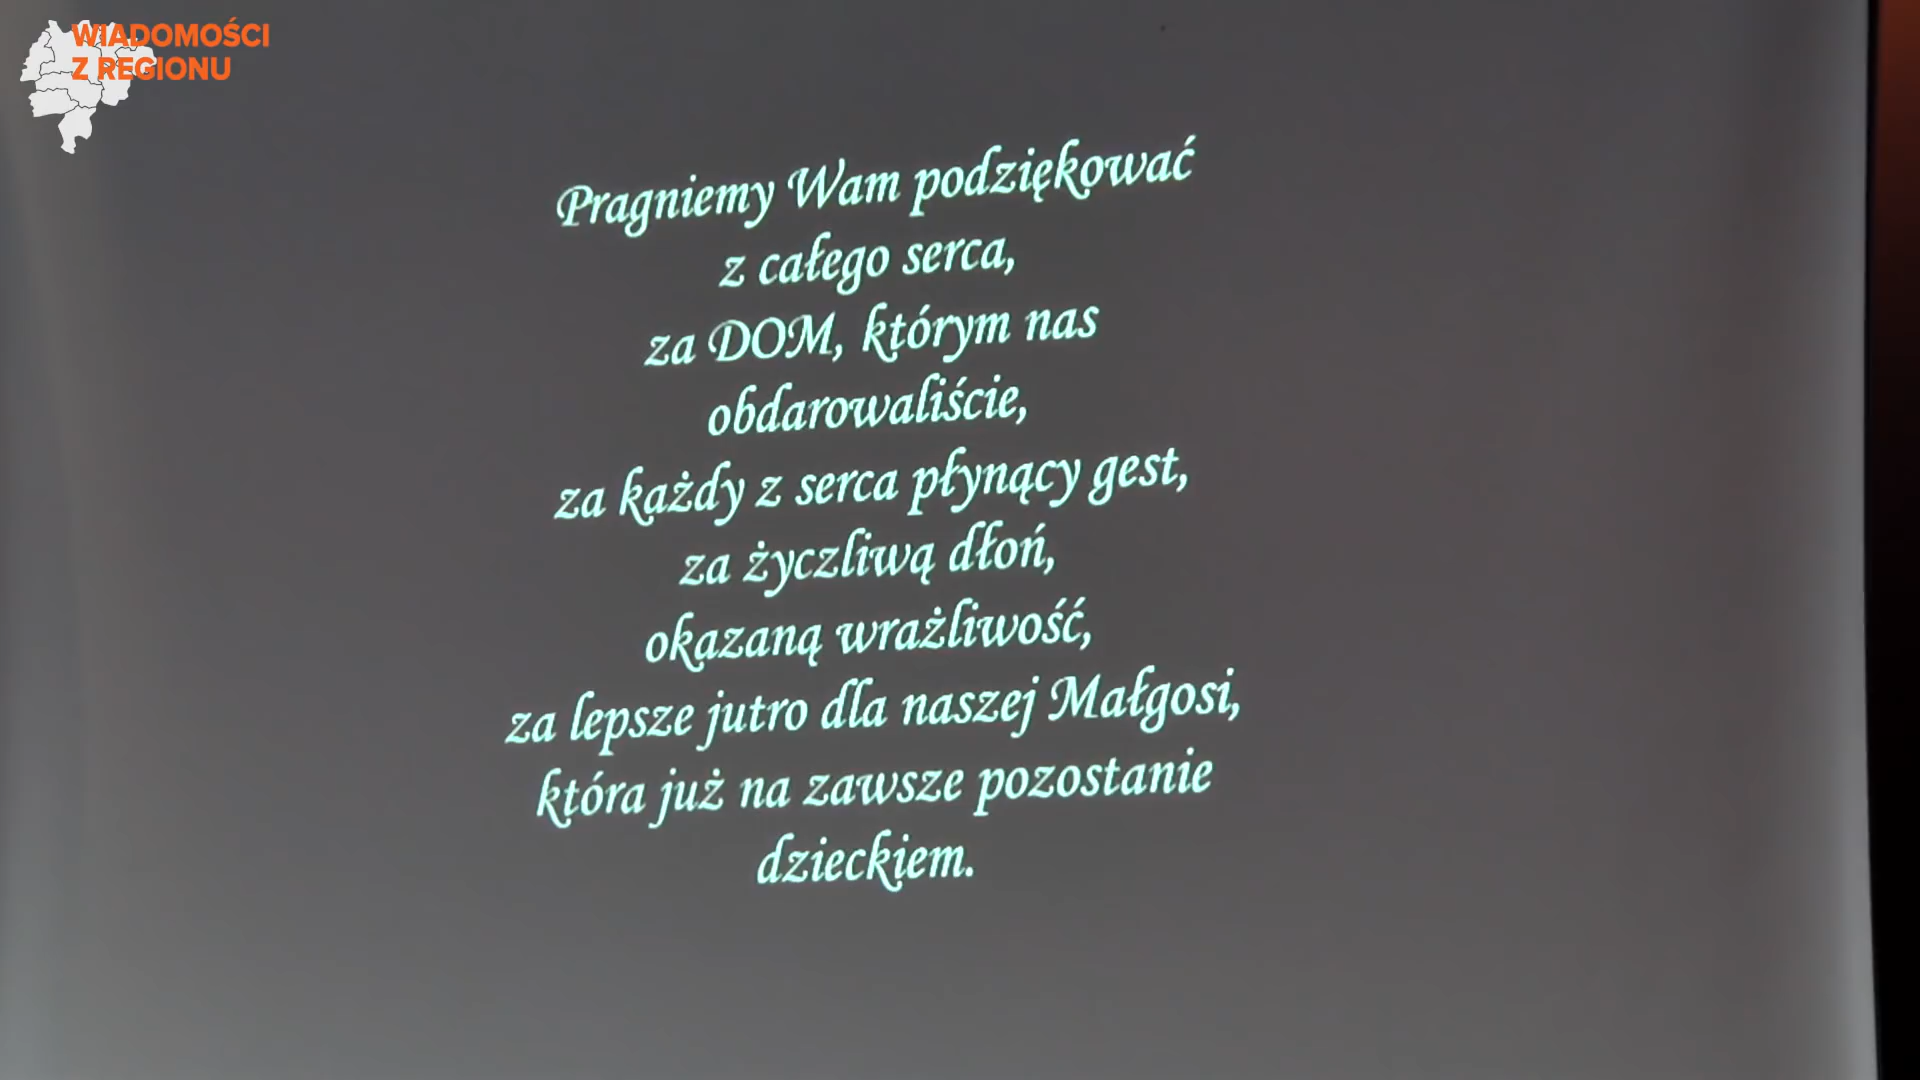 WIADOMOŚCI
Z REGIONU
Pragniemy Wam podziękować
z całego serca,
za DOM, którym nas
obdarowaliście,
za każdy z serca płynący gest,
za życzliwą dłoń,
okazaną wrażliwość,
za lepsze jutro dla naszej Małgosi,
która już na zawsze pozostanie
dzieckiem.